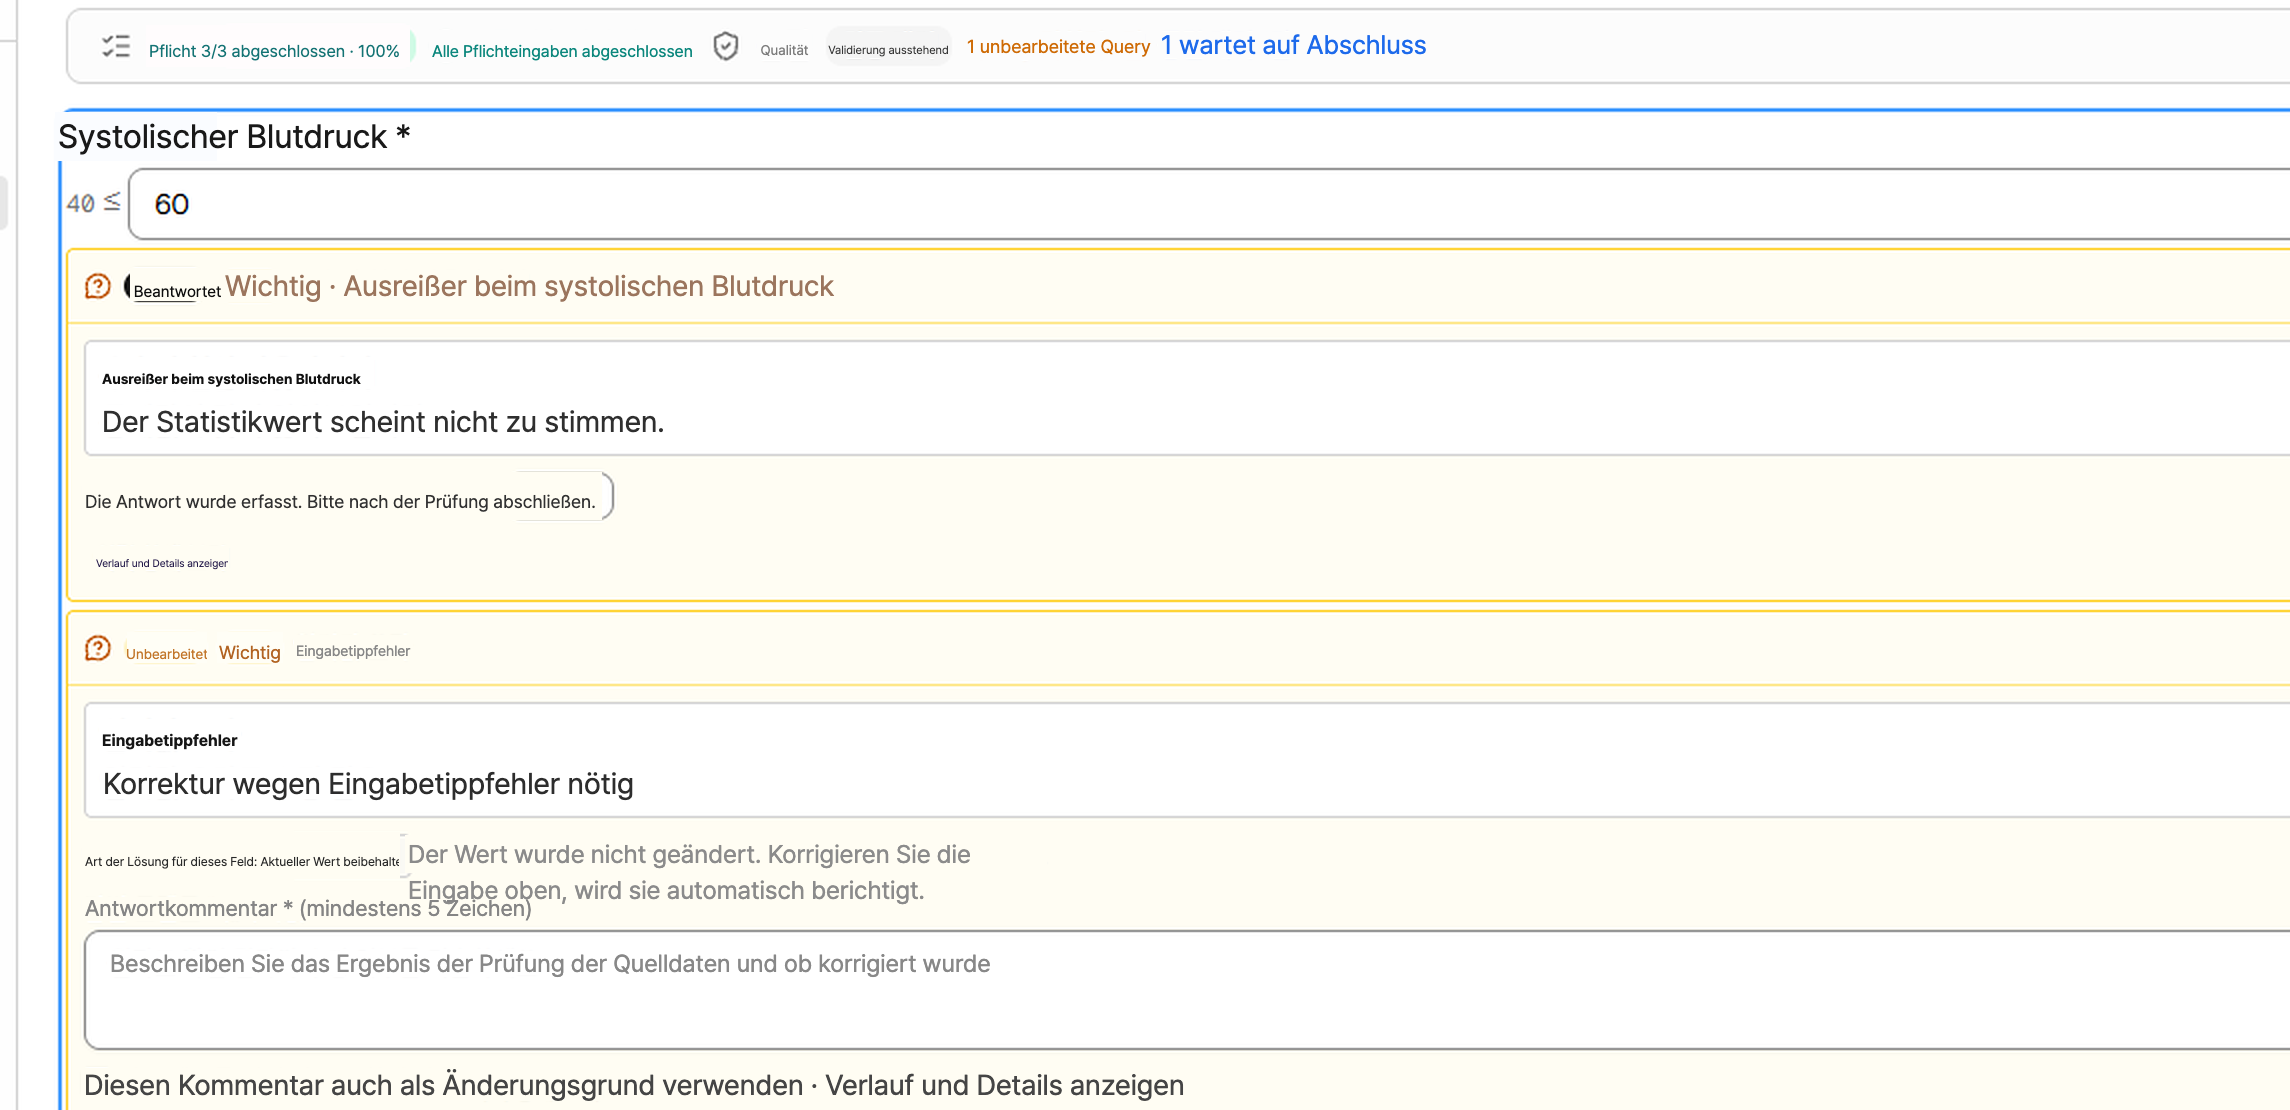 Pflicht 3/3 abgeschlossen · 100% Alle Pflichteingaben abgeschlossen Qualität Validierung ausstehend 1 unbearbeitete Query 1 wartet auf Abschluss
Systolischer Blutdruck *
40 ≤ 60
Beantwortet Wichtig · Ausreißer beim systolischen Blutdruck
Ausreißer beim systolischen Blutdruck
Der Statistikwert scheint nicht zu stimmen.
Die Antwort wurde erfasst. Bitte nach der Prüfung abschließen.
Verlauf und Details anzeiger
Unbearbeitet Wichtig Eingabetippfehler
Eingabetippfehler
Korrektur wegen Eingabetippfehler nötig
Art der Lösung für dieses Feld: Aktueller Wert beibehalte
Der Wert wurde nicht geändert. Korrigieren Sie die
Eingabe oben, wird sie automatisch berichtigt.
Antwortkommentar * (mindestens 5 Zeichen)
Beschreiben Sie das Ergebnis der Prüfung der Quelldaten und ob korrigiert wurde
Diesen Kommentar auch als Änderungsgrund verwenden · Verlauf und Details anzeigen